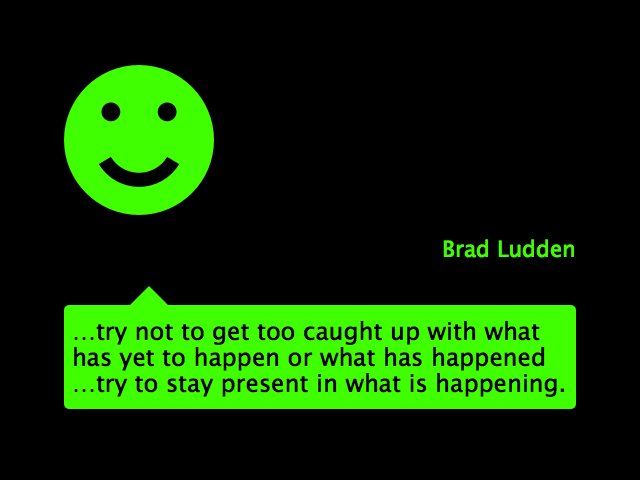 Brad Ludden
...try not to get too caught up with what
has yet to happen or what has happened
...try to stay present in what is happening.